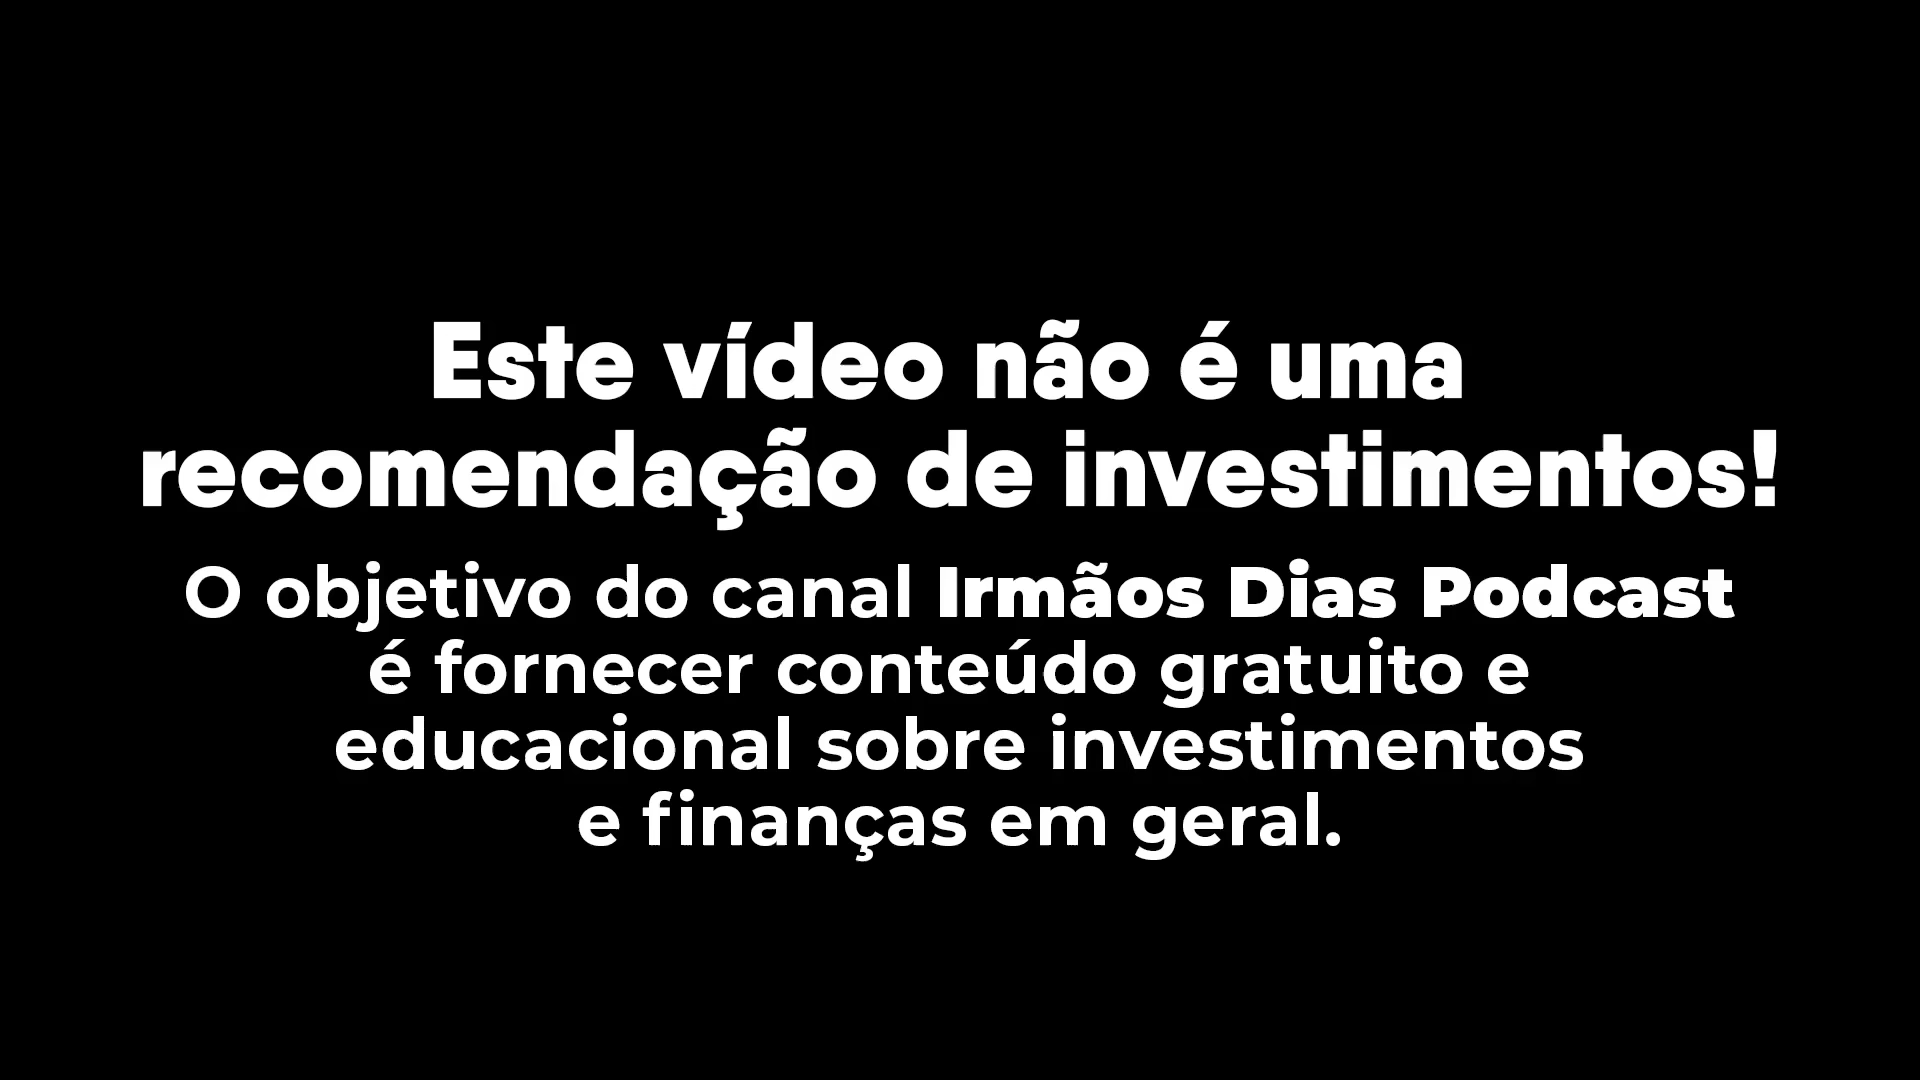 Este vídeo não é uma
recomendação de investimentos!
O objetivo do canal Irmãos Dias Podcast
é fornecer conteúdo gratuito e
educacional sobre investimentos
e finanças em geral.